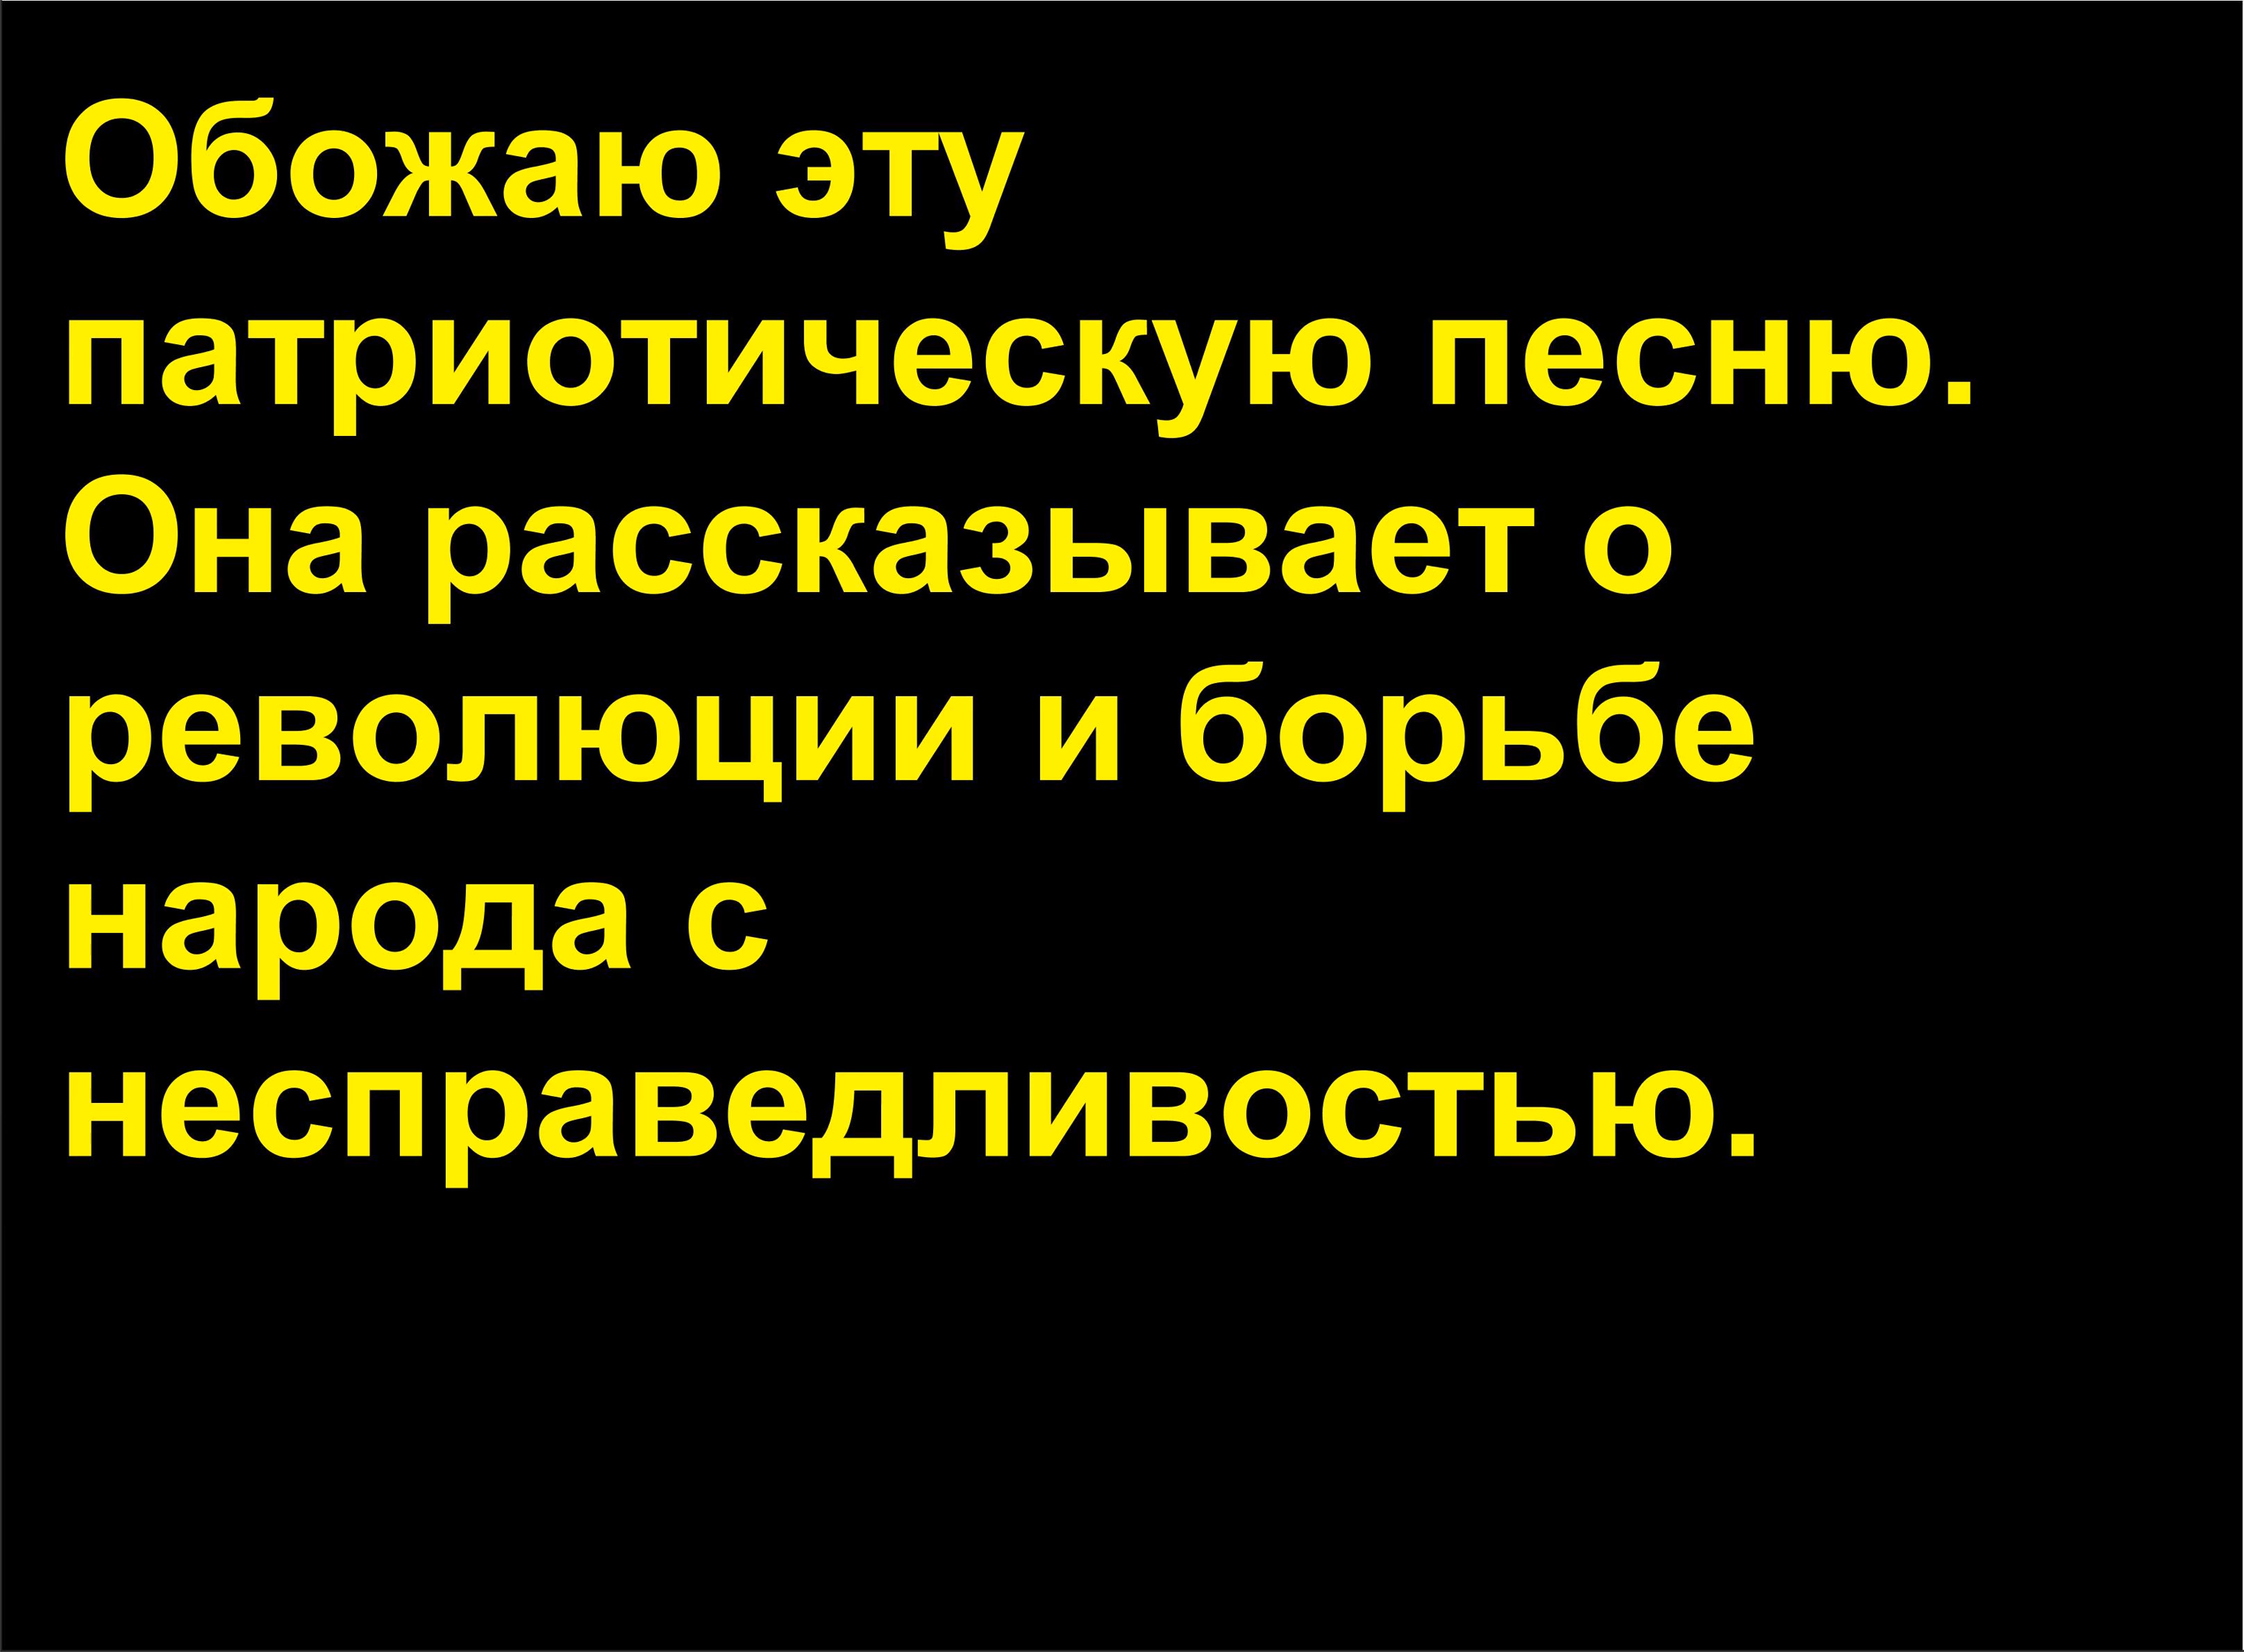 Обожаю эту
патриотическую песню.
Она рассказывает о
революции и борьбе
народа с
несправедливостью.